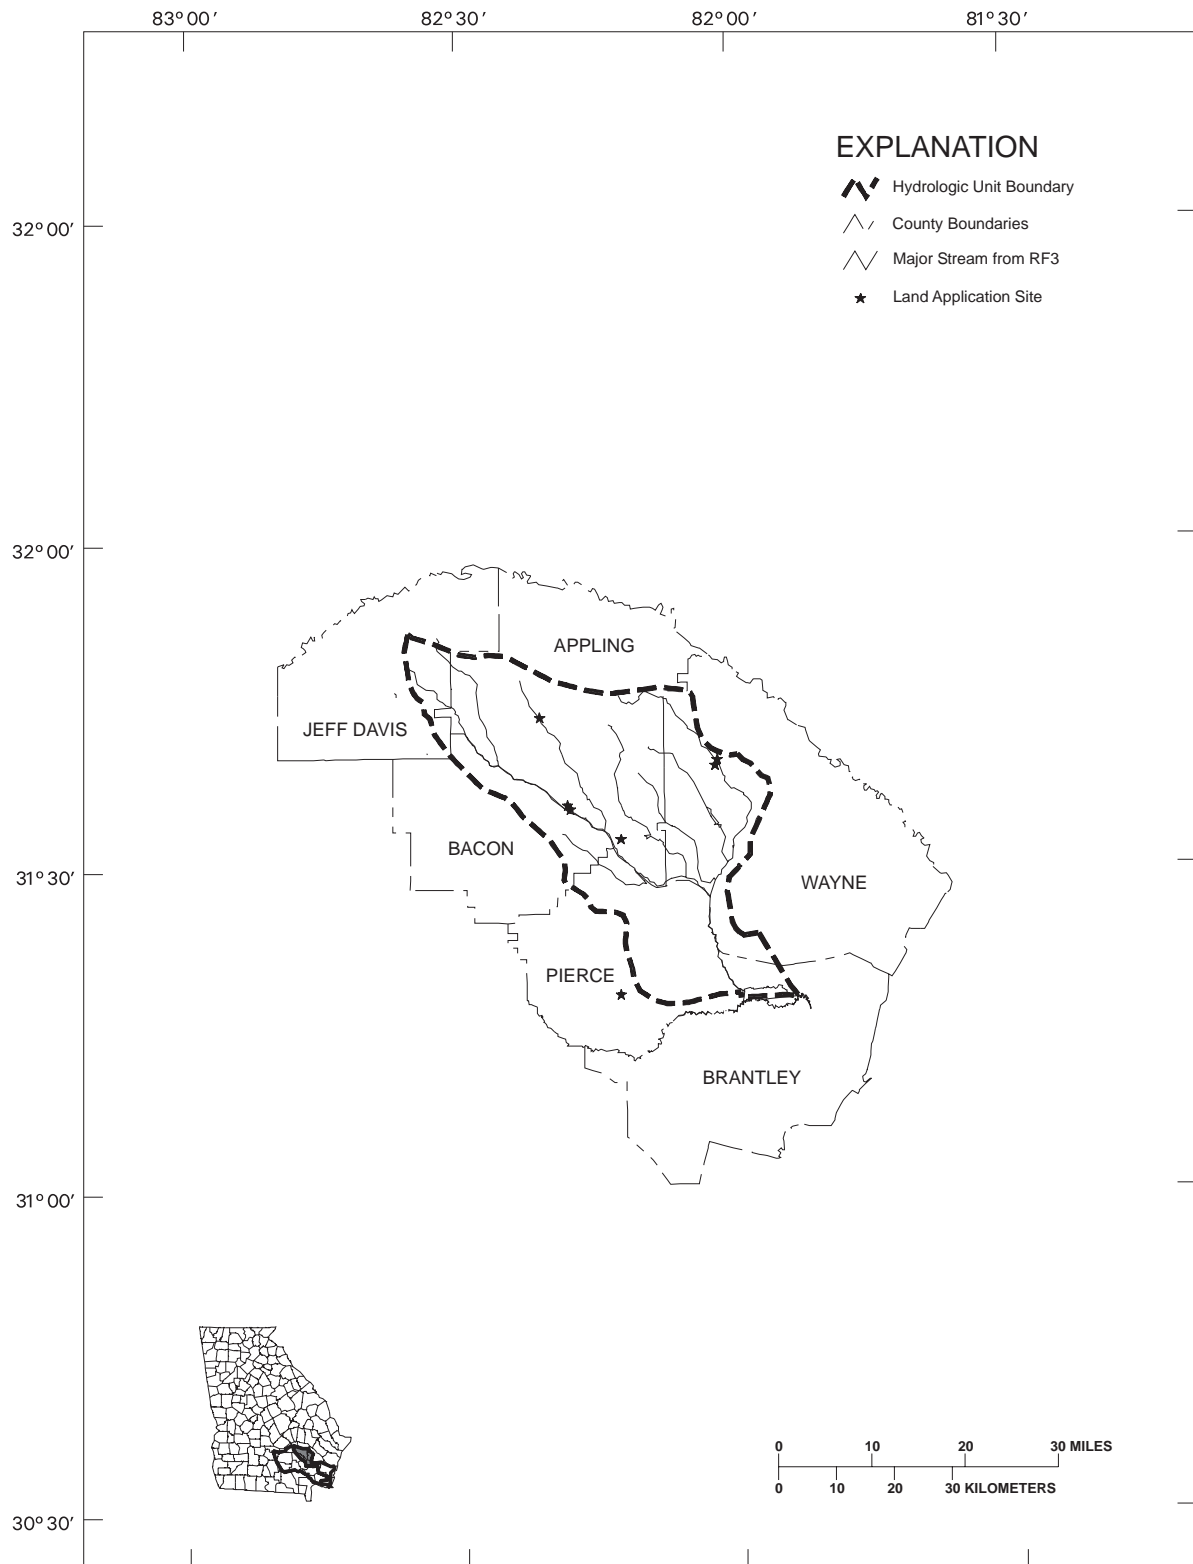 83° 00′ 82° 30′ 82° 00′ 81° 30′
EXPLANATION
Hydrologic Unit Boundary
County Boundaries
Major Stream from RF3
Land Application Site
32° 00′
32° 00′
APPLING
JEFF DAVIS
BACON
31° 30′
WAYNE
PIERCE
BRANTLEY
31° 00′
0 10 20 30 MILES
0 10 20 30 KILOMETERS
30° 30′